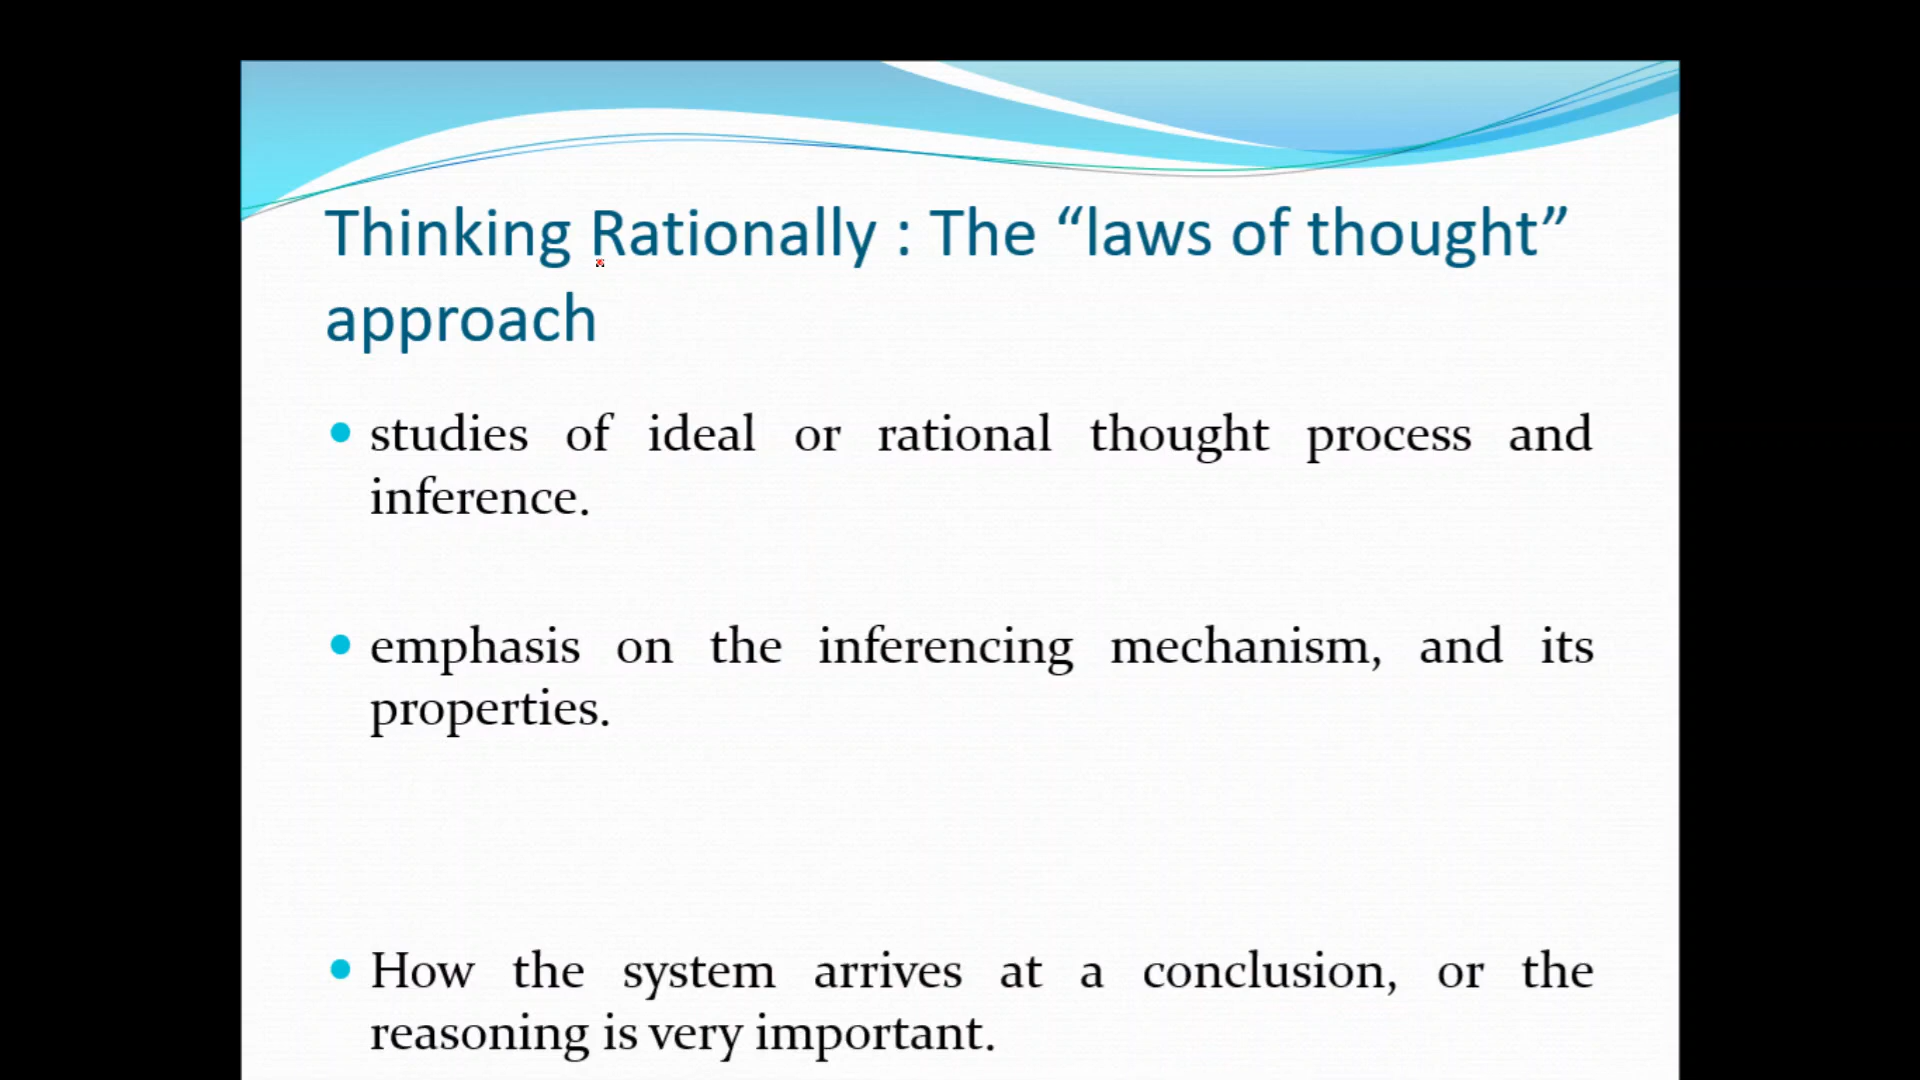 Thinking Rationally : The “laws of thought”
approach
• studies of ideal or rational thought process and
inference.
• emphasis on the inferencing mechanism, and its
properties.
• How the system arrives at a conclusion, or the
reasoning is very important.